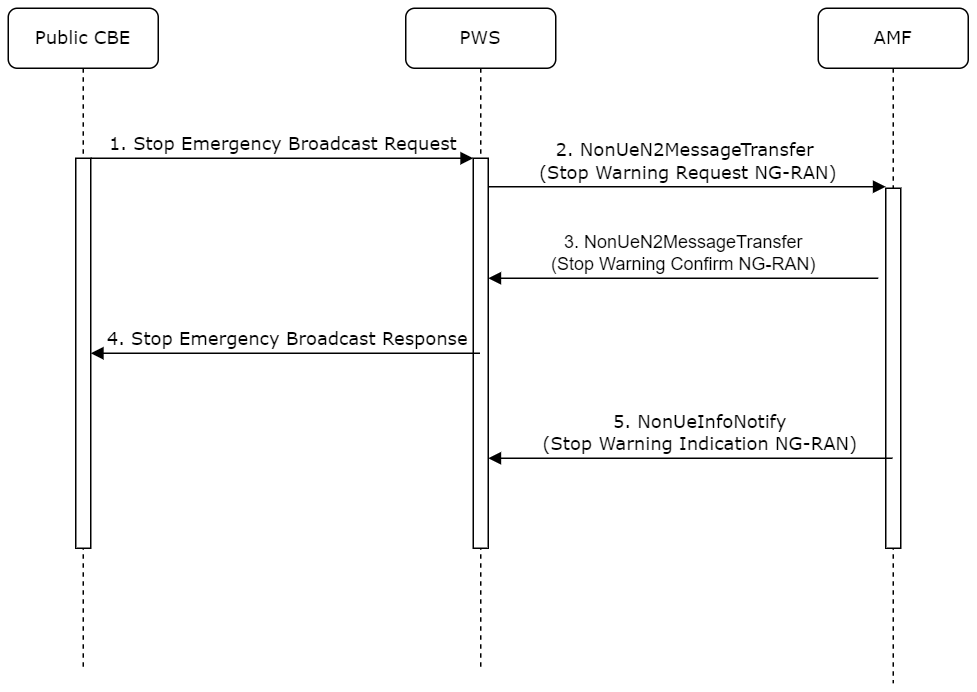 Public CBE
PWS
AMF
1. Stop Emergency Broadcast Request
2. NonUeN2MessageTransfer
(Stop Warning Request NG-RAN)
3. NonUeN2MessageTransfer
(Stop Warning Confirm NG-RAN)
4. Stop Emergency Broadcast Response
5. NonUeInfoNotify
(Stop Warning Indication NG-RAN)